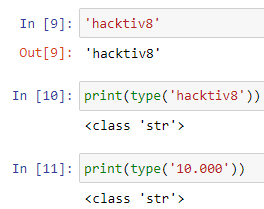 In [9]: 'hacktiv8'
Out[9]: 'hacktiv8'
In [10]: print(type('hacktiv8'))
<class 'str'>
In [11]: print(type('10.000'))
<class 'str'>